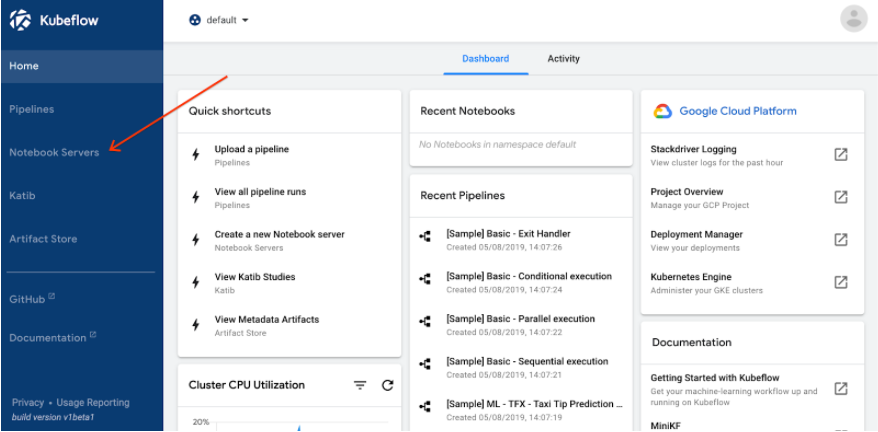 Kubeflow
default
Home
Pipelines
Notebook Servers
Katib
Artifact Store
GitHub
Documentation
Privacy • Usage Reporting
build version v1beta1
Dashboard
Activity
Quick shortcuts
Upload a pipeline
Pipelines
View all pipeline runs
Pipelines
Create a new Notebook server
Notebook Servers
View Katib Studies
Katib
View Metadata Artifacts
Artifact Store
Cluster CPU Utilization
20%
Recent Notebooks
No Notebooks in namespace default
Recent Pipelines
[Sample] Basic - Exit Handler
Created 05/08/2019, 14:07:26
[Sample] Basic - Conditional execution
Created 05/08/2019, 14:07:24
[Sample] Basic - Parallel execution
Created 05/08/2019, 14:07:22
[Sample] Basic - Sequential execution
Created 05/08/2019, 14:07:21
[Sample] ML - TFX - Taxi Tip Prediction ...
Created 05/08/2019, 14:07:19
Google Cloud Platform
Stackdriver Logging
View cluster logs for the past hour
Project Overview
Manage your GCP Project
Deployment Manager
View your deployments
Kubernetes Engine
Administer your GKE clusters
Documentation
Getting Started with Kubeflow
Get your machine-learning workflow up and
running on Kubeflow
MiniKF